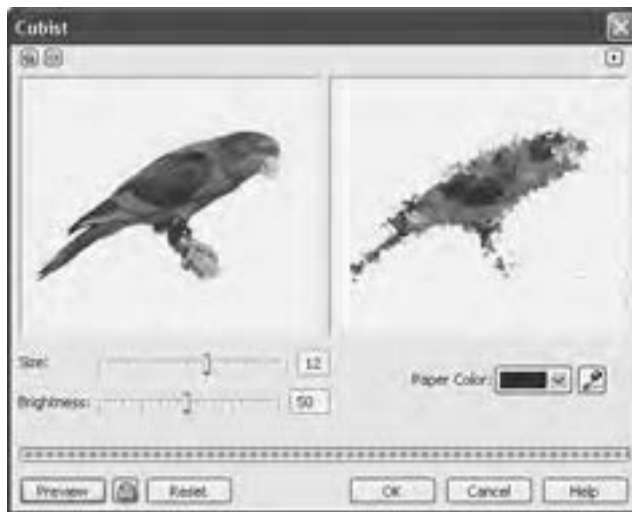 Cubist
Size: 12
Paper Color:
Brightness: 50
Preview Reset OK Cancel Help